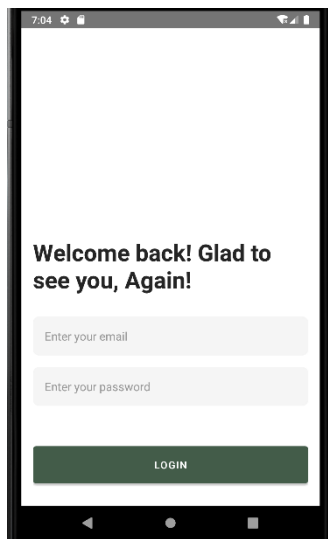 7:04
Welcome back! Glad to
see you, Again!
Enter your email
Enter your password
LOGIN